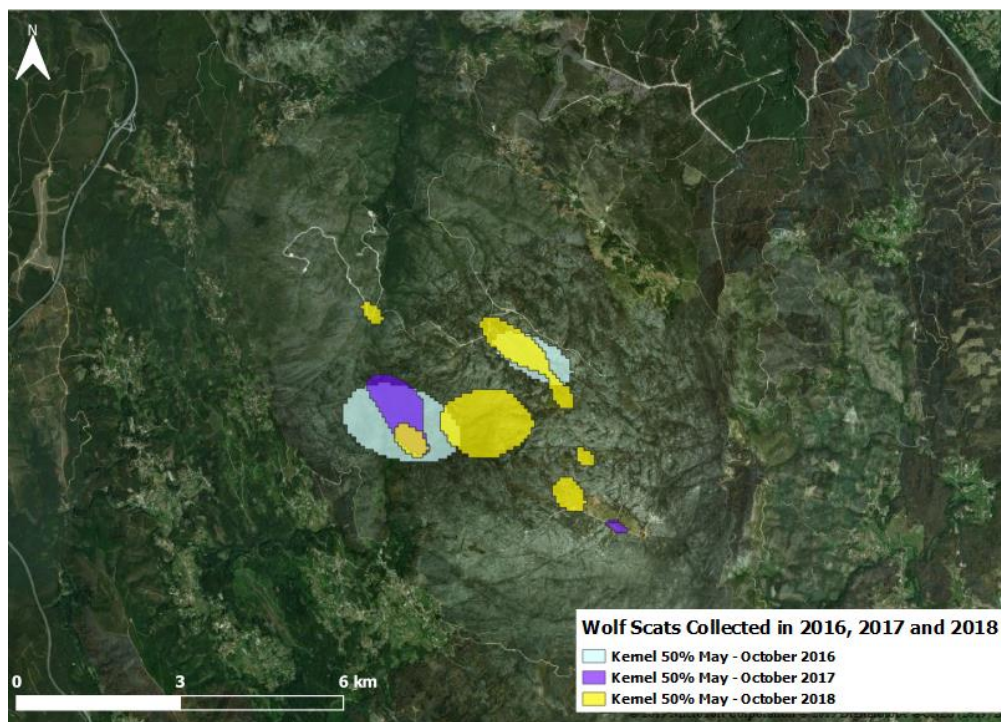 N
0 3 6 km
Wolf Scats Collected in 2016, 2017 and 2018
Kernel 50% May - October 2016
Kernel 50% May - October 2017
Kernel 50% May - October 2018